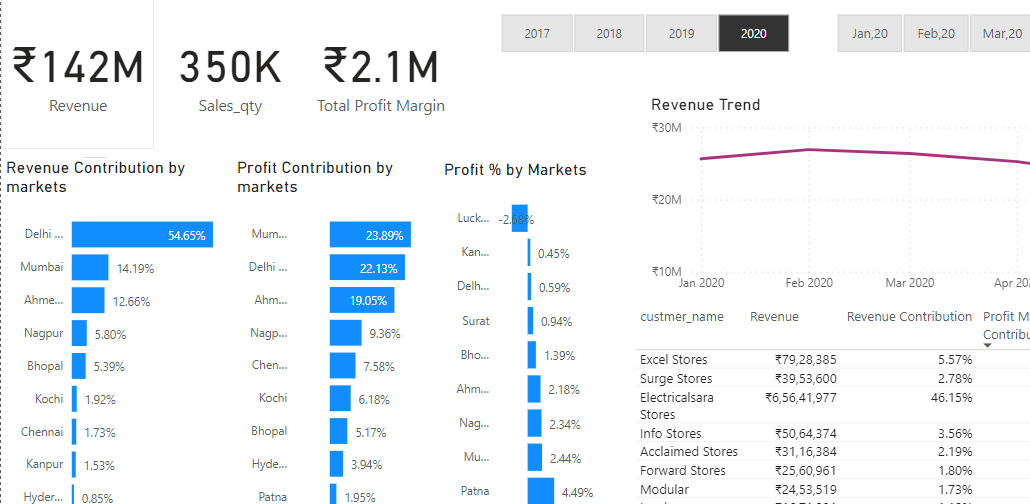 2017 2018 2019 2020 Jan,20 Feb,20 Mar,20
₹142M 350K ₹2.1M
Revenue Sales_qty Total Profit Margin
Revenue Contribution by
markets
Delhi ... 54.65%
Mumbai 14.19%
Ahme... 12.66%
Nagpur 5.80%
Bhopal 5.39%
Kochi 1.92%
Chennai 1.73%
Kanpur 1.53%
Hyder... 0.85%
Profit Contribution by
markets
Mum... 23.89%
Delhi ... 22.13%
Ahm... 19.05%
Nagp... 9.36%
Chen... 7.58%
Kochi 6.18%
Bhopal 5.17%
Hyde... 3.94%
Patna 1.95%
Profit % by Markets
Luck... -2.68%
Kan... 0.45%
Delh... 0.59%
Surat 0.94%
Bho... 1.39%
Ahm... 2.18%
Nag... 2.34%
Mu... 2.44%
Patna 4.49%
Revenue Trend
₹30M
₹20M
₹10M
Jan 2020 Feb 2020 Mar 2020 Apr
custmer_name Revenue Revenue Contribution Profit M
Contribu
Excel Stores ₹79,28,385 5.57%
Surge Stores ₹39,53,600 2.78%
Electricalsara ₹6,56,41,977 46.15%
Stores
Info Stores ₹50,64,374 3.56%
Acclaimed Stores ₹31,16,384 2.19%
Forward Stores ₹25,60,961 1.80%
Modular ₹24,53,519 1.73%